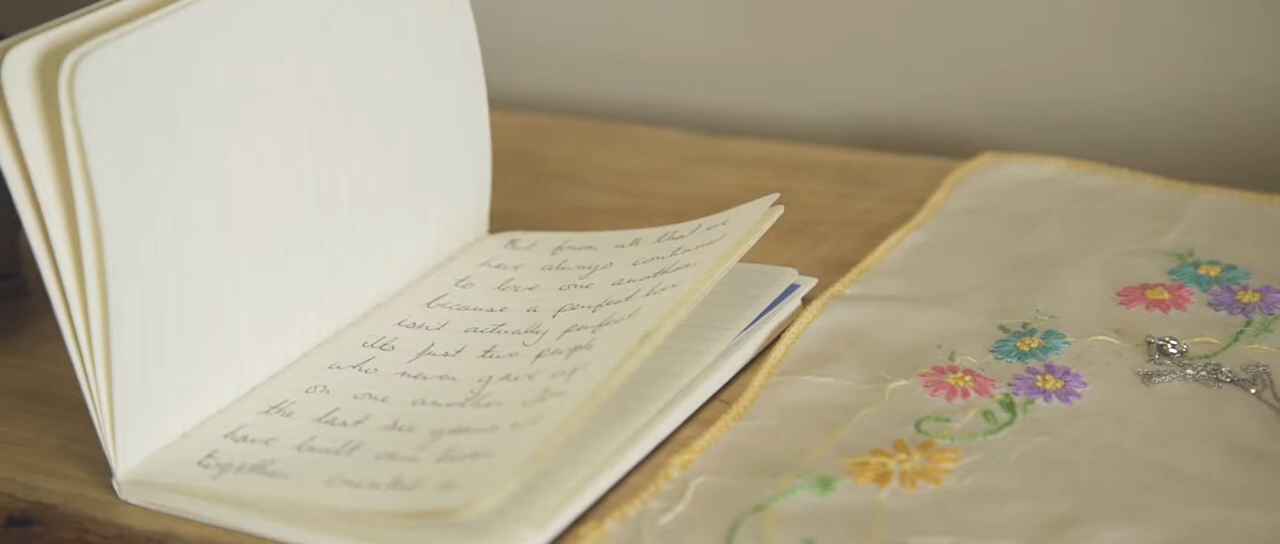 But from all that we
have always continued
to love one another
because a perfect love
isn't actually perfect
It's just two people
who never gave up
on one another
the last six years we
have built our lives
together